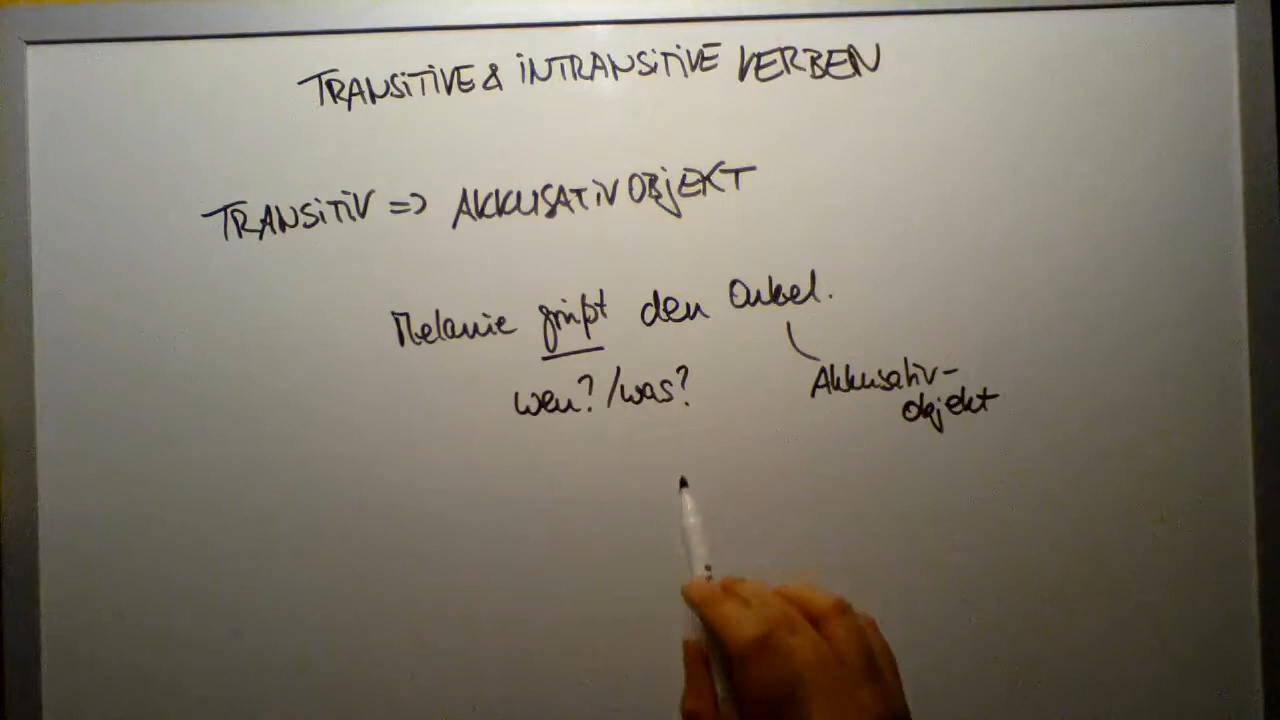 TRANSITIVE & INTRANSITIVE VERBEN
TRANSITIV => AKKUSATIVOBJEKT
Melanie grüßt den Onkel.
wen? / was?
Akkusativ-
objekt